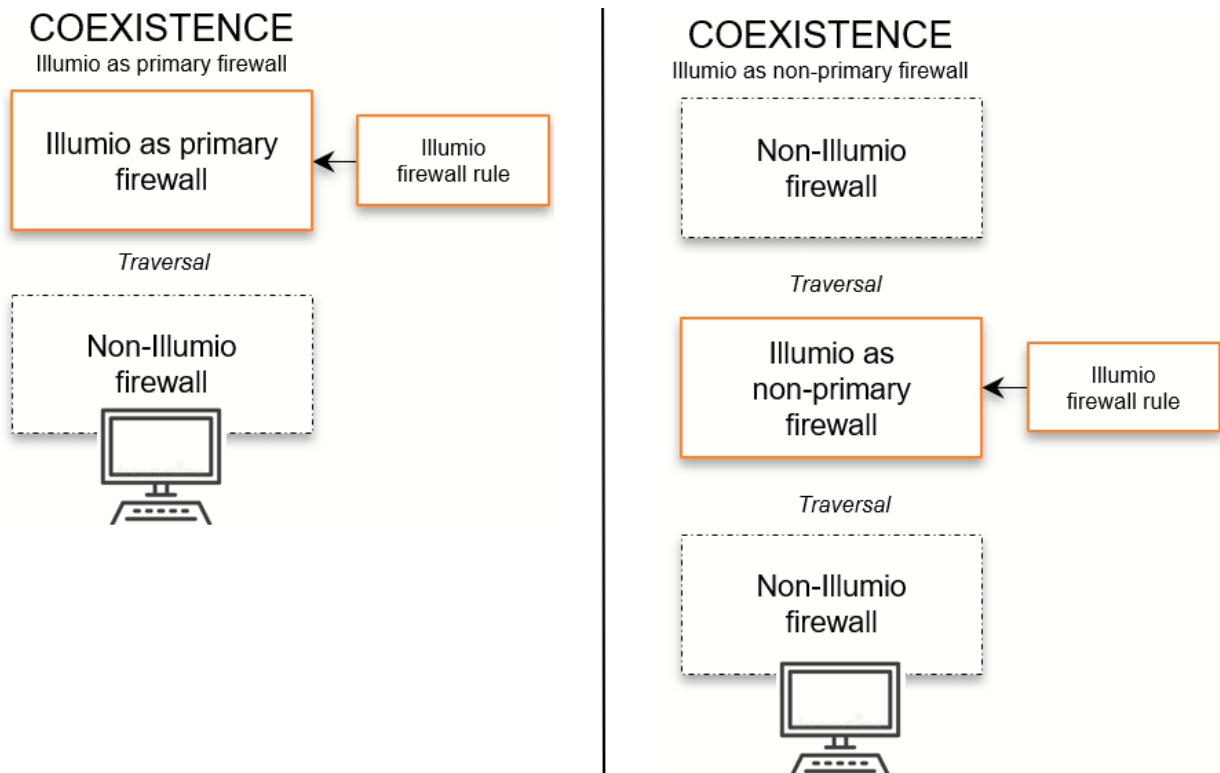 COEXISTENCE
Illumio as primary firewall
Illumio as primary
firewall
Illumio
firewall rule
Traversal
Non-Illumio
firewall
COEXISTENCE
Illumio as non-primary firewall
Non-Illumio
firewall
Traversal
Illumio as
non-primary
firewall
Illumio
firewall rule
Traversal
Non-Illumio
firewall